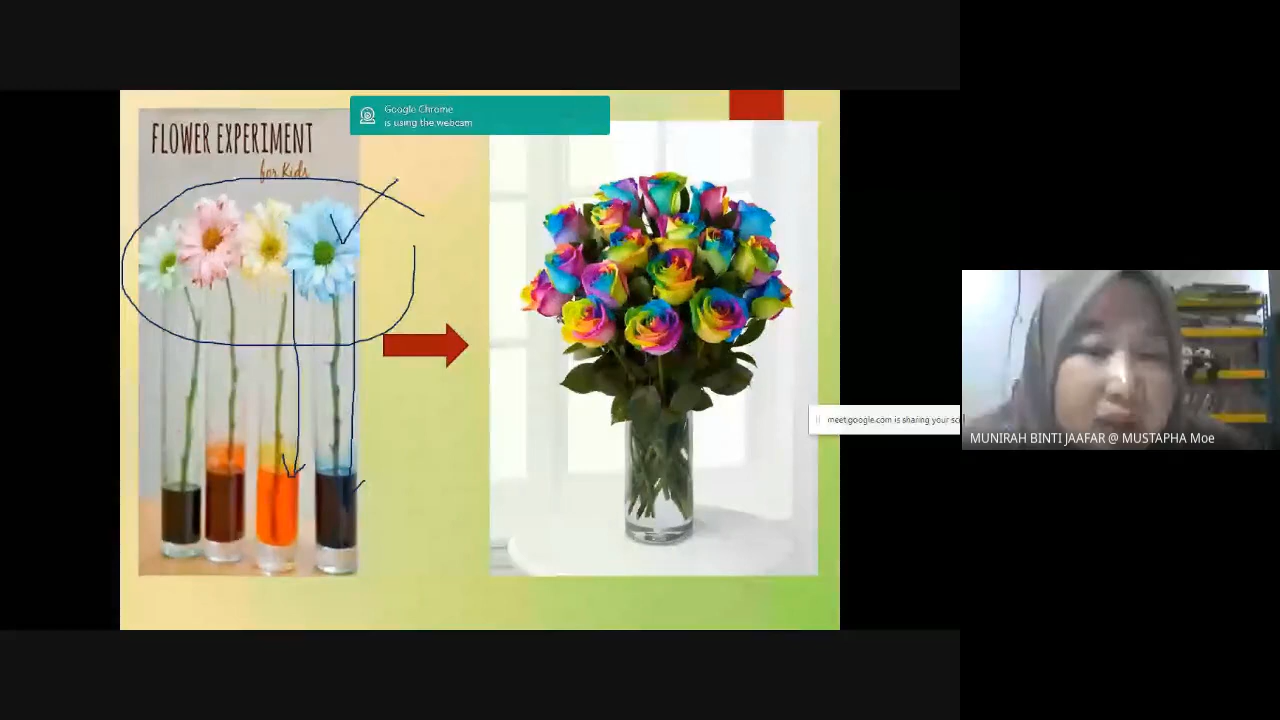 Google Chrome
is using the webcam
FLOWER EXPERIMENT
for Kids
meet.google.com is sharing your
MUNIRAH BINTI JAAFAR @ MUSTAPHA Moe